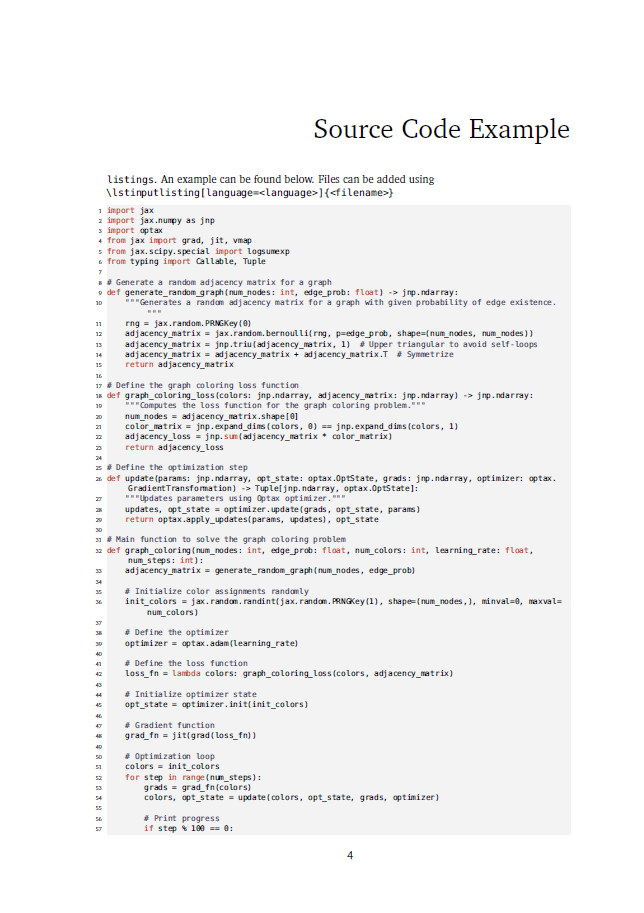 Source Code Example
listings. An example can be found below. Files can be added using
\lstinputlisting[language=<language>]{<filename>}
1 import jax
2 import jax.numpy as jnp
3 import optax
4 from jax import grad, jit, vmap
5 from jax.scipy.special import logsumexp
6 from typing import Callable, Tuple
7
8 # Generate a random adjacency matrix for a graph
9 def generate_random_graph(num_nodes: int, edge_prob: float) -> jnp.ndarray:
10     """Generates a random adjacency matrix for a graph with given probability of edge existence.
"""
11     rng = jax.random.PRNGKey(0)
12     adjacency_matrix = jax.random.bernoulli(rng, p=edge_prob, shape=(num_nodes, num_nodes))
13     adjacency_matrix = jnp.triu(adjacency_matrix, 1)  # Upper triangular to avoid self-loops
14     adjacency_matrix = adjacency_matrix + adjacency_matrix.T  # Symmetrize
15     return adjacency_matrix
16
17 # Define the graph coloring loss function
18 def graph_coloring_loss(colors: jnp.ndarray, adjacency_matrix: jnp.ndarray) -> jnp.ndarray:
19     """Computes the loss function for the graph coloring problem."""
20     num_nodes = adjacency_matrix.shape[0]
21     color_matrix = jnp.expand_dims(colors, 0) == jnp.expand_dims(colors, 1)
22     adjacency_loss = jnp.sum(adjacency_matrix * color_matrix)
23     return adjacency_loss
24
25 # Define the optimization step
26 def update(params: jnp.ndarray, opt_state: optax.OptState, grads: jnp.ndarray, optimizer: optax.
GradientTransformation) -> Tuple[jnp.ndarray, optax.OptState]:
27     """Updates parameters using Optax optimizer."""
28     updates, opt_state = optimizer.update(grads, opt_state, params)
29     return optax.apply_updates(params, updates), opt_state
30
31 # Main function to solve the graph coloring problem
32 def graph_coloring(num_nodes: int, edge_prob: float, num_colors: int, learning_rate: float,
num_steps: int):
33     adjacency_matrix = generate_random_graph(num_nodes, edge_prob)
34
35     # Initialize color assignments randomly
36     init_colors = jax.random.randint(jax.random.PRNGKey(1), shape=(num_nodes,), minval=0, maxval=
num_colors)
37
38     # Define the optimizer
39     optimizer = optax.adam(learning_rate)
40
41     # Define the loss function
42     loss_fn = lambda colors: graph_coloring_loss(colors, adjacency_matrix)
43
44     # Initialize optimizer state
45     opt_state = optimizer.init(init_colors)
46
47     # Gradient function
48     grad_fn = jit(grad(loss_fn))
49
50     # Optimization loop
51     colors = init_colors
52     for step in range(num_steps):
53         grads = grad_fn(colors)
54         colors, opt_state = update(colors, opt_state, grads, optimizer)
55
56         # Print progress
57         if step % 100 == 0:
4